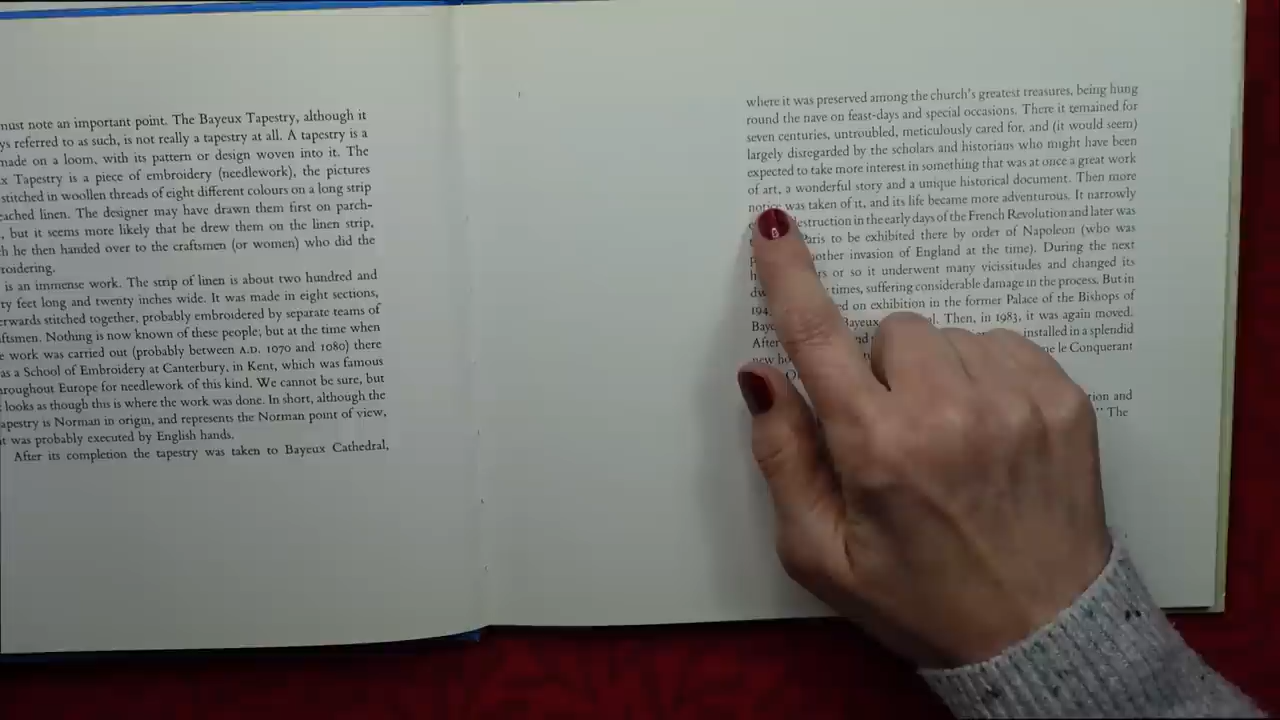 must note an important point. The Bayeux Tapestry, although it
referred to as such, is not really a tapestry at all. A tapestry is a
made on a loom, with its pattern or design woven into it. The
Tapestry is a piece of embroidery (needlework), the pictures
stitched in woollen threads of eight different colours on a long strip
linen. The designer may have drawn them first on parch-
but it seems more likely that he drew them on the linen strip,
he then handed over to the craftsmen (or women) who did the
is an immense work. The strip of linen is about two hundred and
feet long and twenty inches wide. It was made in eight sections,
stitched together, probably embroidered by separate teams of
Nothing is now known of these people; but at the time when
work was carried out (probably between A.D. 1070 and 1080) there
a School of Embroidery at Canterbury, in Kent, which was famous
throughout Europe for needlework of this kind. We cannot be sure, but
looks as though this is where the work was done. In short, although the
tapestry is Norman in origin, and represents the Norman point of view,
it was probably executed by English hands.
After its completion the tapestry was taken to Bayeux Cathedral,
where it was preserved among the church's greatest treasures, being hung
round the nave on feast-days and special occasions. There it remained for
seven centuries, untroubled, meticulously cared for, and (it would seem)
largely disregarded by the scholars and historians who might have been
expected to take more interest in something that was at once a great work
of art, a wonderful story and a unique historical document. Then more
notice was taken of it, and its life became more adventurous. It narrowly
destruction in the early days of the French Revolution and later was
Paris to be exhibited there by order of Napoleon (who was
another invasion of England at the time). During the next
or so it underwent many vicissitudes and changed its
times, suffering considerable damage in the process. But in
on exhibition in the former Palace of the Bishops of
Bayeux Then, in 1983, it was again moved.
After installed in a splendid
new le Conquerant
and
" The